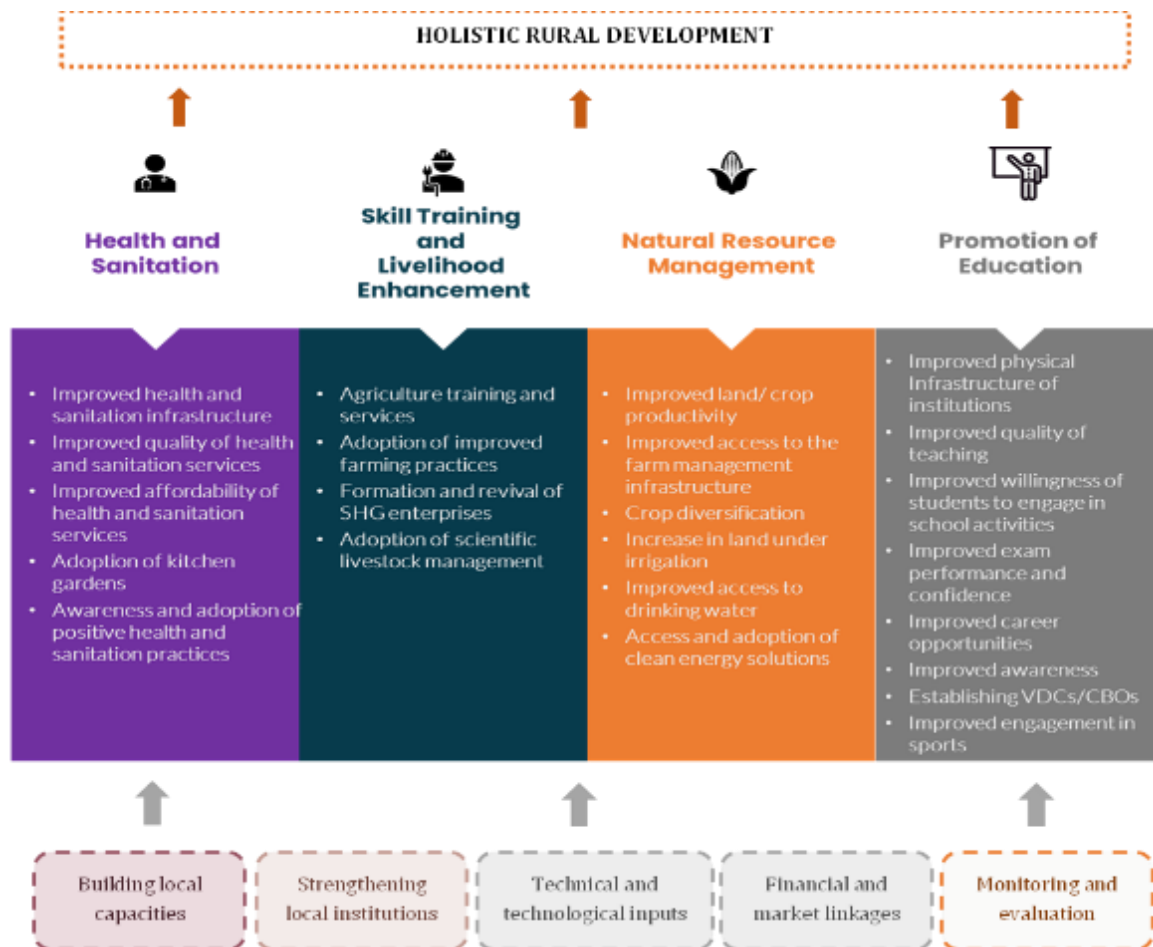 HOLISTIC RURAL DEVELOPMENT
Health and
Sanitation
Skill Training
and
Livelihood
Enhancement
Natural Resource
Management
Promotion of
Education
• Improved health and
sanitation infrastructure
• Improved quality of health
and sanitation services
• Improved affordability of
health and sanitation
services
• Adoption of kitchen
gardens
• Awareness and adoption of
positive health and
sanitation practices
• Agriculture training and
services
• Adoption of improved
farming practices
• Formation and revival of
SHG enterprises
• Adoption of scientific
livestock management
• Improved land/ crop
productivity
• Improved access to the
farm management
infrastructure
• Crop diversification
• Increase in land under
irrigation
• Improved access to
drinking water
• Access and adoption of
clean energy solutions
• Improved physical
Infrastructure of
institutions
• Improved quality of
teaching
• Improved willingness of
students to engage in
school activities
• Improved exam
performance and
confidence
• Improved career
opportunities
• Improved awareness
• Establishing VDCs/CBOs
• Improved engagement in
sports
Building local
capacities
Strengthening
local institutions
Technical and
technological inputs
Financial and
market linkages
Monitoring and
evaluation